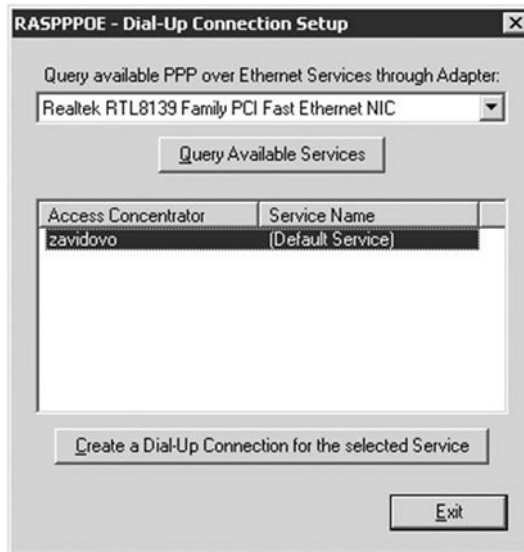 RASPPPOE - Dial-Up Connection Setup
Query available PPP over Ethernet Services through Adapter:
Realtek RTL8139 Family PCI Fast Ethernet NIC
Query Available Services
Access Concentrator Service Name
zavidovo (Default Service)
Create a Dial-Up Connection for the selected Service
Exit